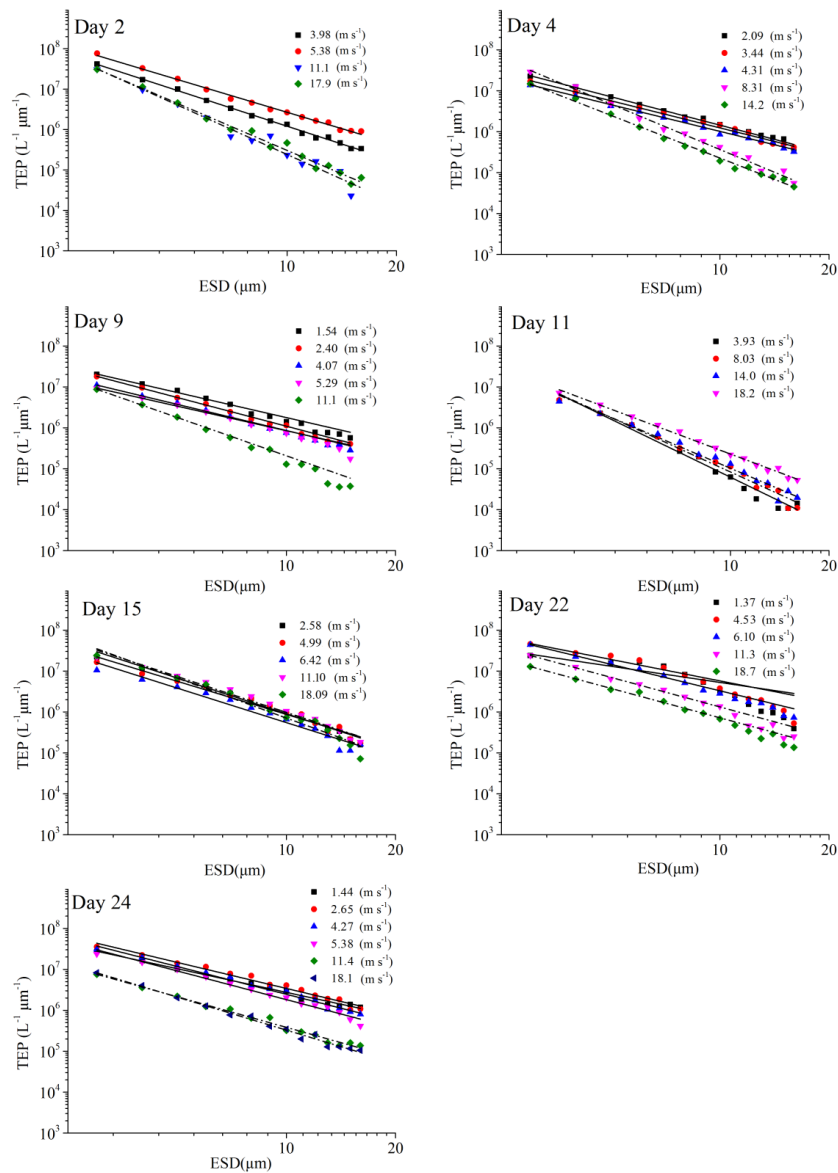 Day 2
3.98 (m s⁻¹)
5.38 (m s⁻¹)
11.1 (m s⁻¹)
17.9 (m s⁻¹)
TEP (L⁻¹ μm⁻¹)
10⁸
10⁷
10⁶
10⁵
10⁴
10³
10 20
ESD (μm)
Day 4
2.09 (m s⁻¹)
3.44 (m s⁻¹)
4.31 (m s⁻¹)
8.31 (m s⁻¹)
14.2 (m s⁻¹)
TEP (L⁻¹μm⁻¹)
10⁸
10⁷
10⁶
10⁵
10⁴
10³
10 20
ESD(μm)
Day 9
1.54 (m s⁻¹)
2.40 (m s⁻¹)
4.07 (m s⁻¹)
5.29 (m s⁻¹)
11.1 (m s⁻¹)
TEP (L⁻¹μm⁻¹)
10⁸
10⁷
10⁶
10⁵
10⁴
10³
10 20
ESD(μm)
Day 11
3.93 (m s⁻¹)
8.03 (m s⁻¹)
14.0 (m s⁻¹)
18.2 (m s⁻¹)
TEP (L⁻¹μm⁻¹)
10⁸
10⁷
10⁶
10⁵
10⁴
10³
10 20
ESD(μm)
Day 15
2.58 (m s⁻¹)
4.99 (m s⁻¹)
6.42 (m s⁻¹)
11.10 (m s⁻¹)
18.09 (m s⁻¹)
TEP (L⁻¹μm⁻¹)
10⁸
10⁷
10⁶
10⁵
10⁴
10³
10 20
ESD(μm)
Day 22
1.37 (m s⁻¹)
4.53 (m s⁻¹)
6.10 (m s⁻¹)
11.3 (m s⁻¹)
18.7 (m s⁻¹)
TEP (L⁻¹μm⁻¹)
10⁸
10⁷
10⁶
10⁵
10⁴
10³
10 20
ESD(μm)
Day 24
1.44 (m s⁻¹)
2.65 (m s⁻¹)
4.27 (m s⁻¹)
5.38 (m s⁻¹)
11.4 (m s⁻¹)
18.1 (m s⁻¹)
TEP (L⁻¹ μm⁻¹)
10⁸
10⁷
10⁶
10⁵
10⁴
10³
10 20
ESD(μm)